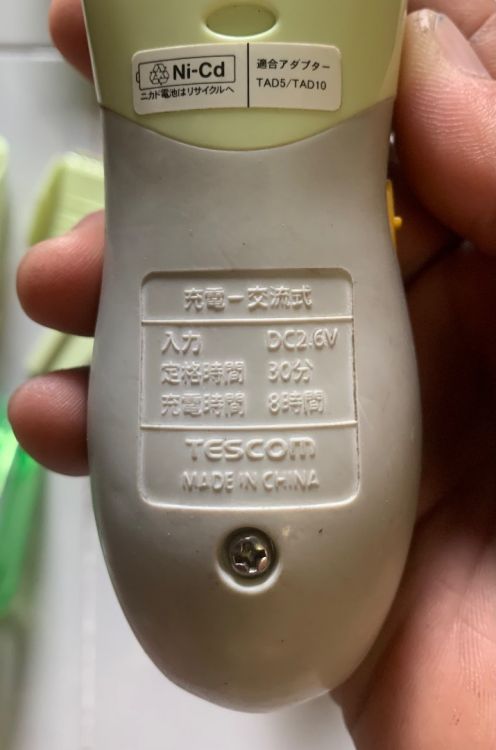 Ni-Cd
ニカド電池はリサイクルへ
適合アダプター
TAD5/TAD10
充電－交流式
入力 DC2.6V
定格時間 30分
充電時間 8時間
TESCOM
MADE IN CHINA